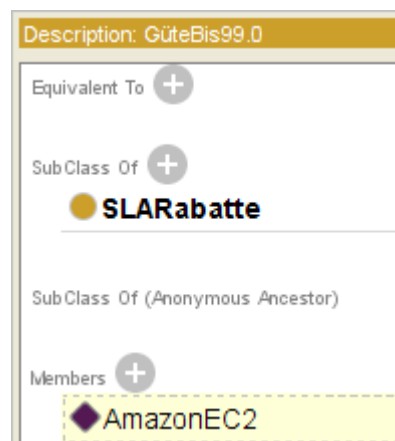 Description: GüteBis99.0
Equivalent To
SubClass Of
SLARabatte
SubClass Of (Anonymous Ancestor)
Members
AmazonEC2